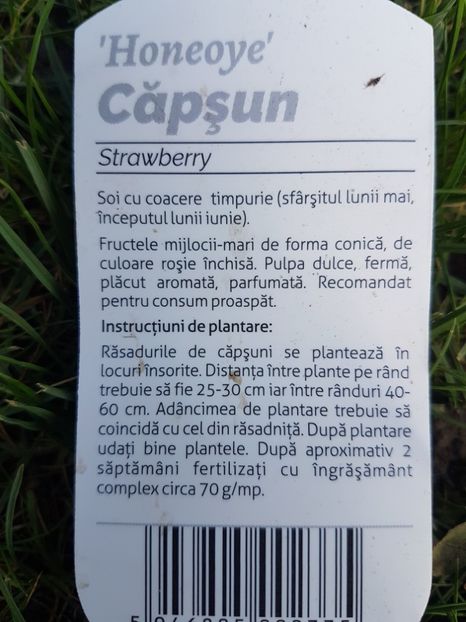 'Honeoye'
Căpşun
Strawberry
Soi cu coacere timpurie (sfârşitul lunii mai,
începutul lunii iunie).
Fructele mijlocii-mari de forma conică, de
culoare roşie închisă. Pulpa dulce, fermă,
plăcut aromată, parfumată. Recomandat
pentru consum proaspăt.
Instrucţiuni de plantare:
Răsadurile de căpşuni se plantează în
locuri însorite. Distanţa între plante pe rând
trebuie să fie 25-30 cm iar între rânduri 40-
60 cm. Adâncimea de plantare trebuie să
coincidă cu cel din răsadniţă. După plantare
udaţi bine plantele. După aproximativ 2
săptămâni fertilizaţi cu îngrăşământ
complex circa 70 g/mp.